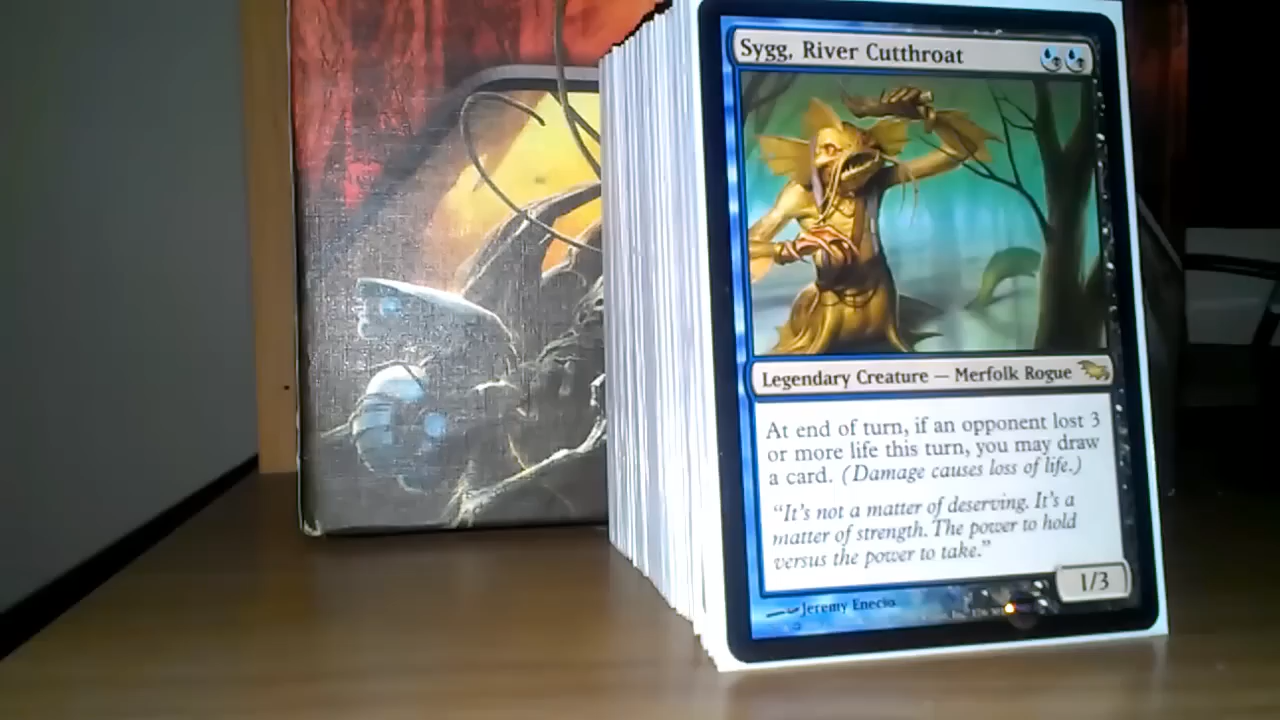 Sygg, River Cutthroat
Legendary Creature — Merfolk Rogue
At end of turn, if an opponent lost 3
or more life this turn, you may draw
a card. (Damage causes loss of life.)
"It's not a matter of deserving. It's a
matter of strength. The power to hold
versus the power to take."
1/3
Jeremy Enecio